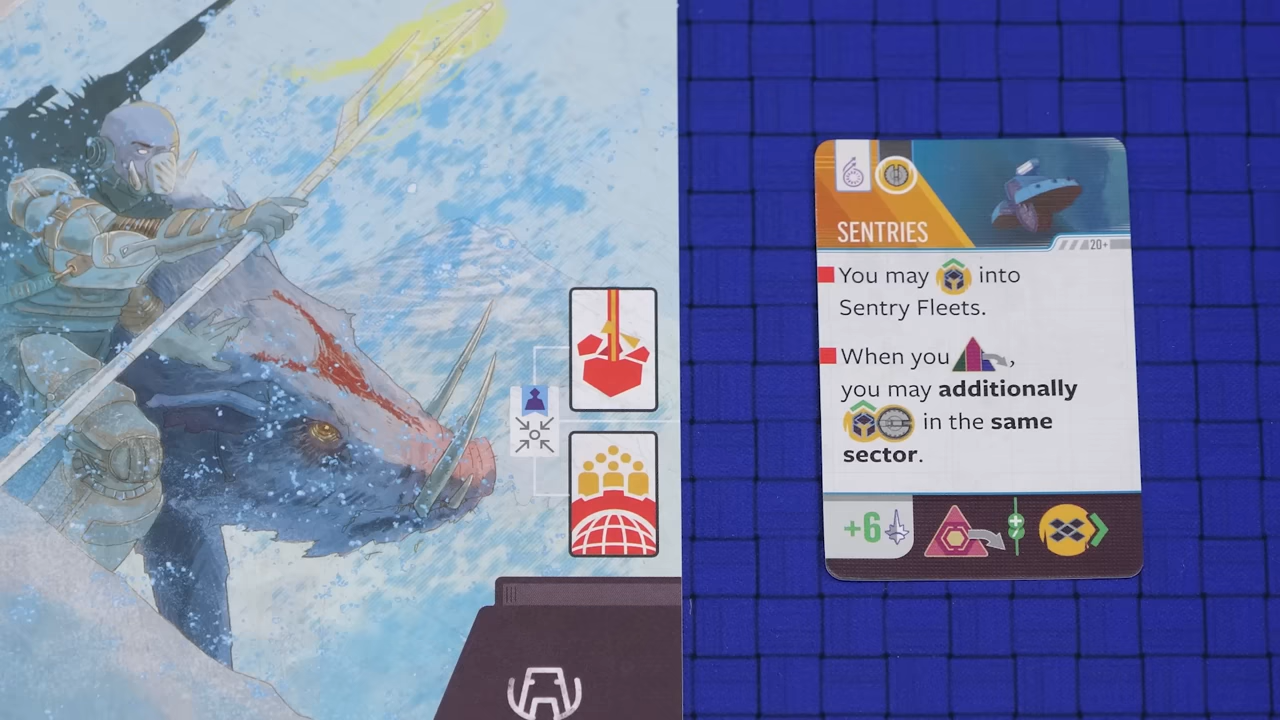 SENTRIES
20+
You may into
Sentry Fleets.
When you ,
you may additionally
in the same
sector.
+6